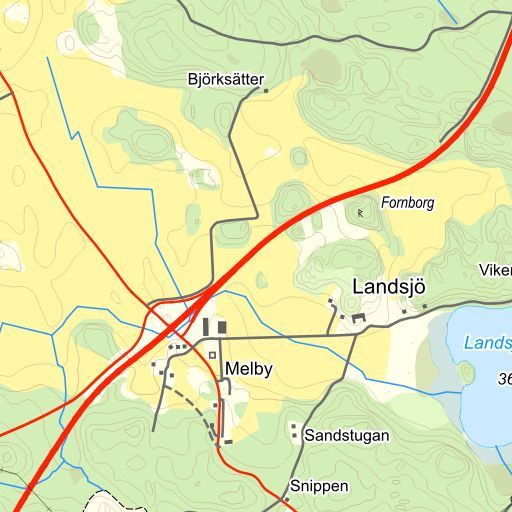 Björksätter
Fornborg
R
Viker
Landsjö
Landsj
36
Melby
Sandstugan
Snippen